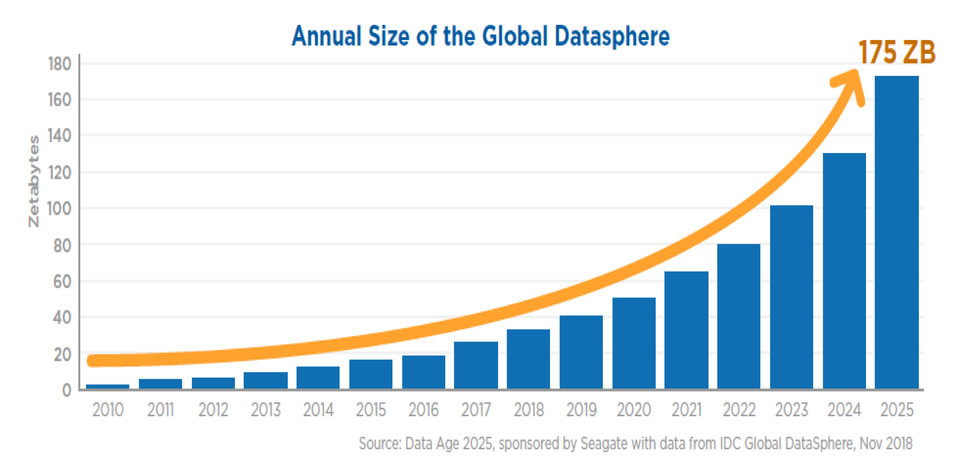 Annual Size of the Global Datasphere
175 ZB
Zetabytes
180
160
140
120
100
80
60
40
20
0
2010 2011 2012 2013 2014 2015 2016 2017 2018 2019 2020 2021 2022 2023 2024 2025
Source: Data Age 2025, sponsored by Seagate with data from IDC Global DataSphere, Nov 2018